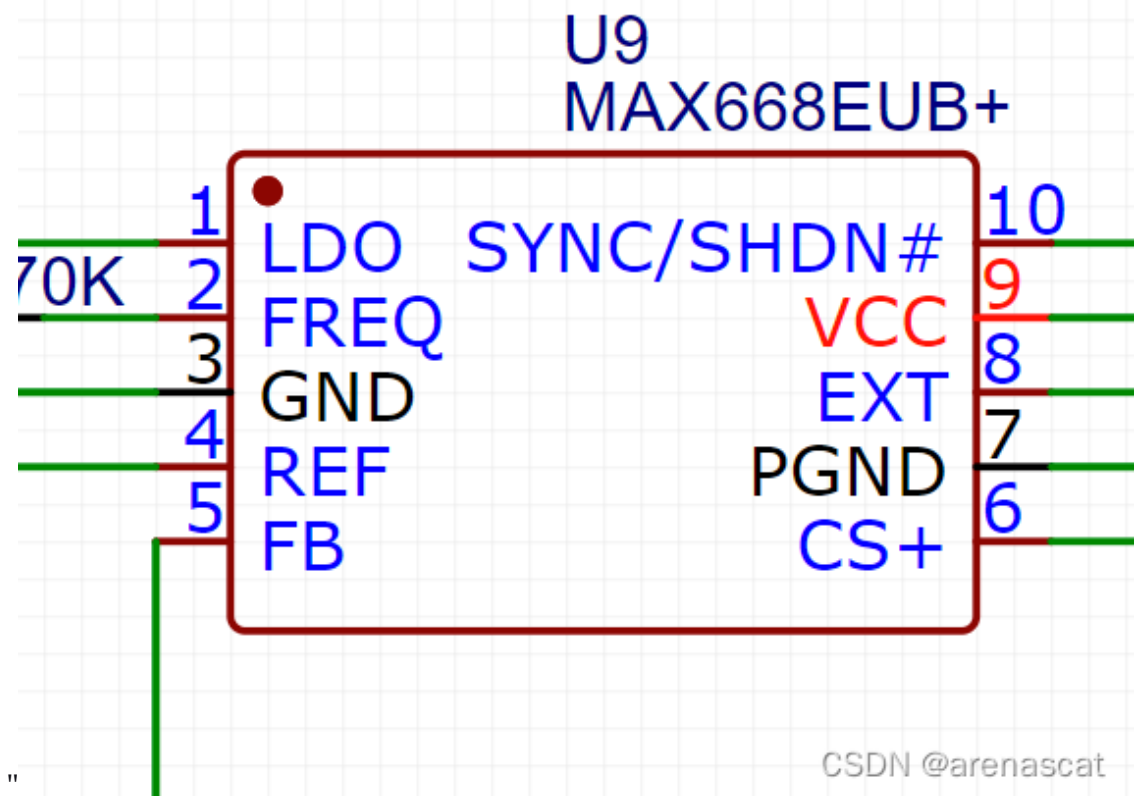 U9
MAX668EUB+
1 LDO SYNC/SHDN# 10
70K 2 FREQ VCC 9
3 GND EXT 8
4 REF PGND 7
5 FB CS+ 6
CSDN @arenascat
"